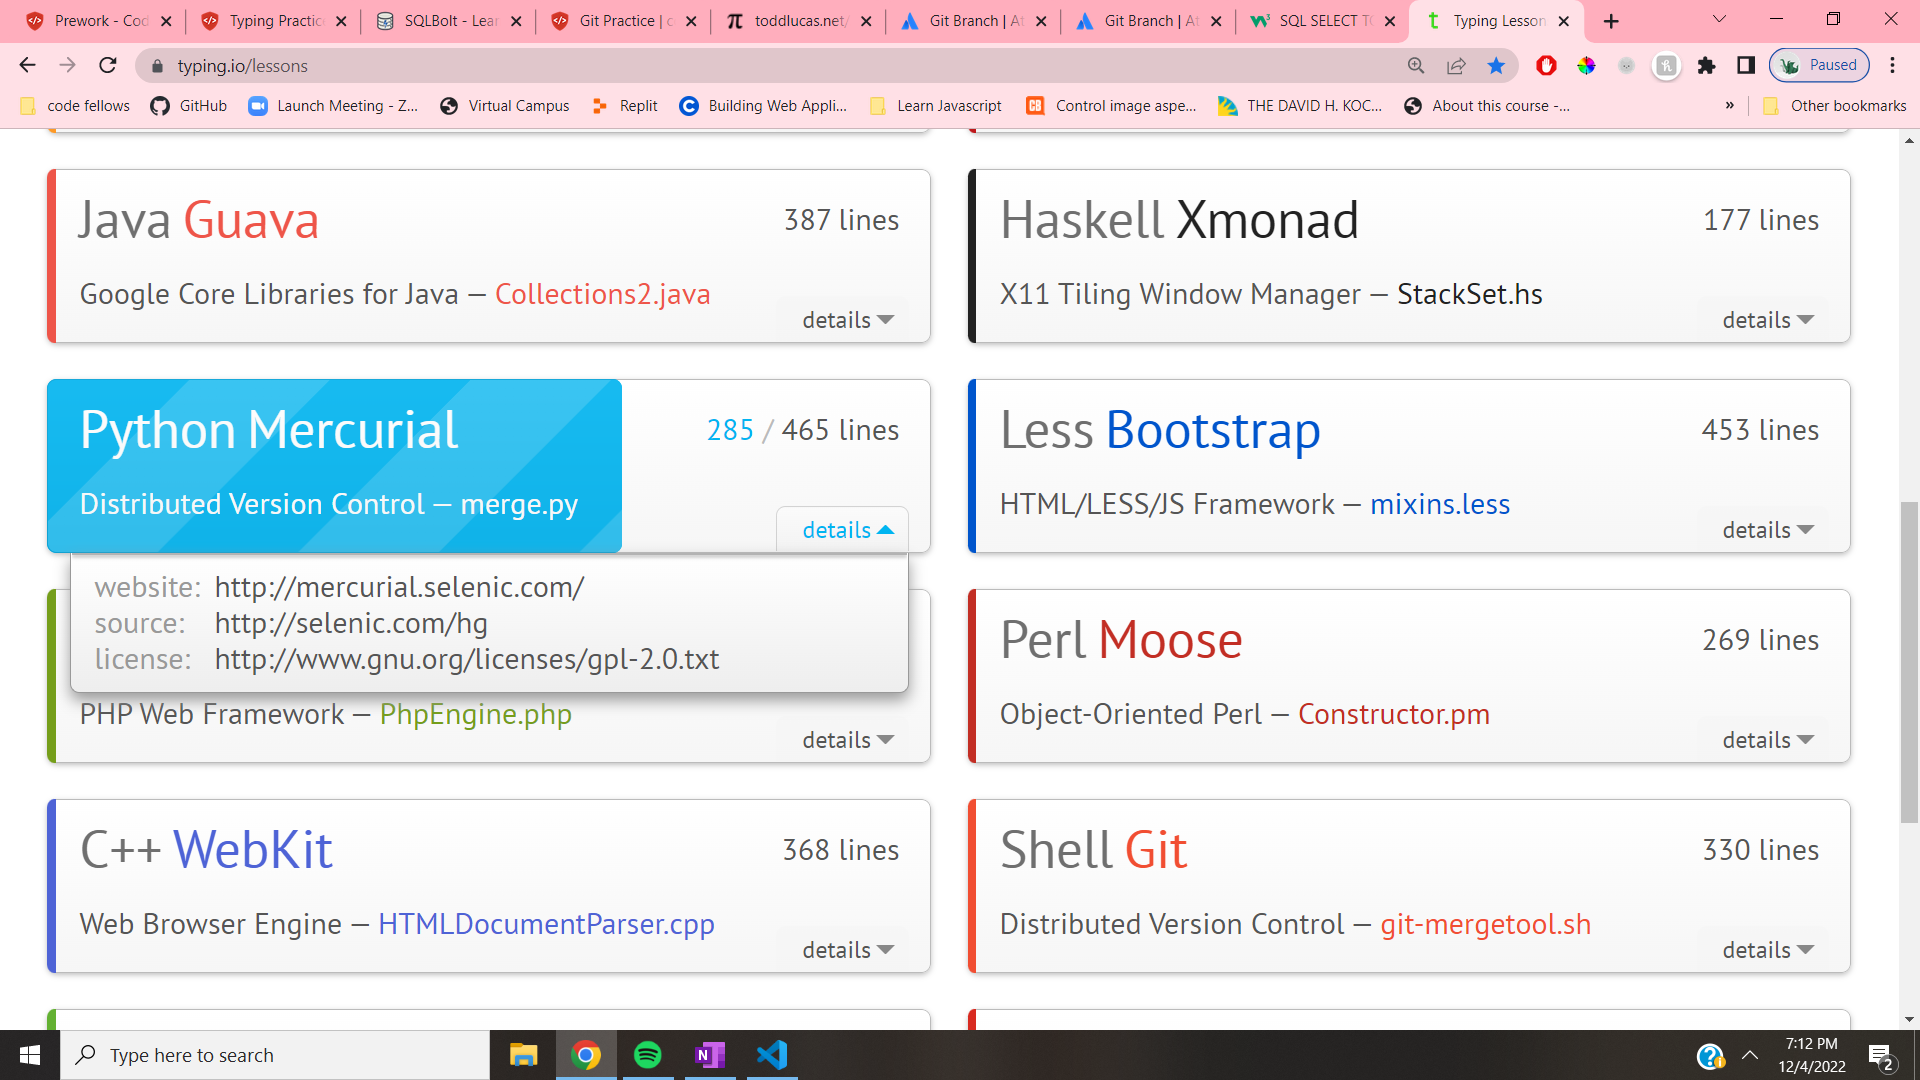 Prework - Cod
Typing Practice
SQLBolt - Lear
Git Practice | c
toddlucas.net/
Git Branch | At
Git Branch | At
SQL SELECT TO
Typing Lesson
typing.io/lessons
Paused
code fellows
GitHub
Launch Meeting - Z...
Virtual Campus
Replit
Building Web Appli...
Learn Javascript
Control image aspe...
THE DAVID H. KOC...
About this course -...
»
Other bookmarks
Java Guava
387 lines
Google Core Libraries for Java — Collections2.java
details
Haskell Xmonad
177 lines
X11 Tiling Window Manager — StackSet.hs
details
Python Mercurial
285 / 465 lines
Distributed Version Control — merge.py
details
website: http://mercurial.selenic.com/
source: http://selenic.com/hg
license: http://www.gnu.org/licenses/gpl-2.0.txt
Less Bootstrap
453 lines
HTML/LESS/JS Framework — mixins.less
details
PHP Web Framework — PhpEngine.php
details
Perl Moose
269 lines
Object-Oriented Perl — Constructor.pm
details
C++ WebKit
368 lines
Web Browser Engine — HTMLDocumentParser.cpp
details
Shell Git
330 lines
Distributed Version Control — git-mergetool.sh
details
Type here to search
7:12 PM
12/4/2022
2